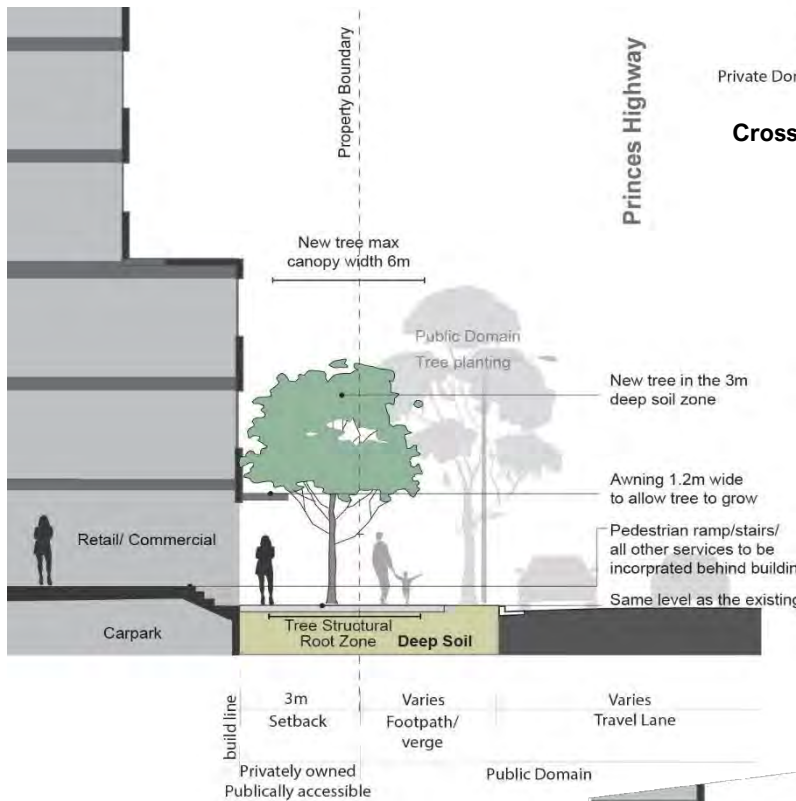 Property Boundary
Princes Highway
Private Dor
Cross
New tree max
canopy width 6m
Public Domain
Tree planting
New tree in the 3m
deep soil zone
Awning 1.2m wide
to allow tree to grow
Pedestrian ramp/stairs/
all other services to be
incorprated behind buildin
Same level as the existing
Retail/ Commercial
Carpark
Tree Structural
Root Zone
Deep Soil
build line
3m
Setback
Varies
Footpath/
verge
Varies
Travel Lane
Privately owned
Publically accessible
Public Domain